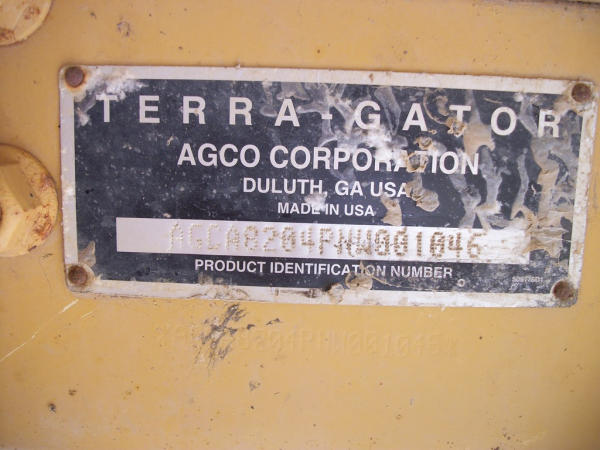 TERRA-GATOR
AGCO CORPORATION
DULUTH, GA USA
MADE IN USA
AGCA8204PNW001046
PRODUCT IDENTIFICATION NUMBER